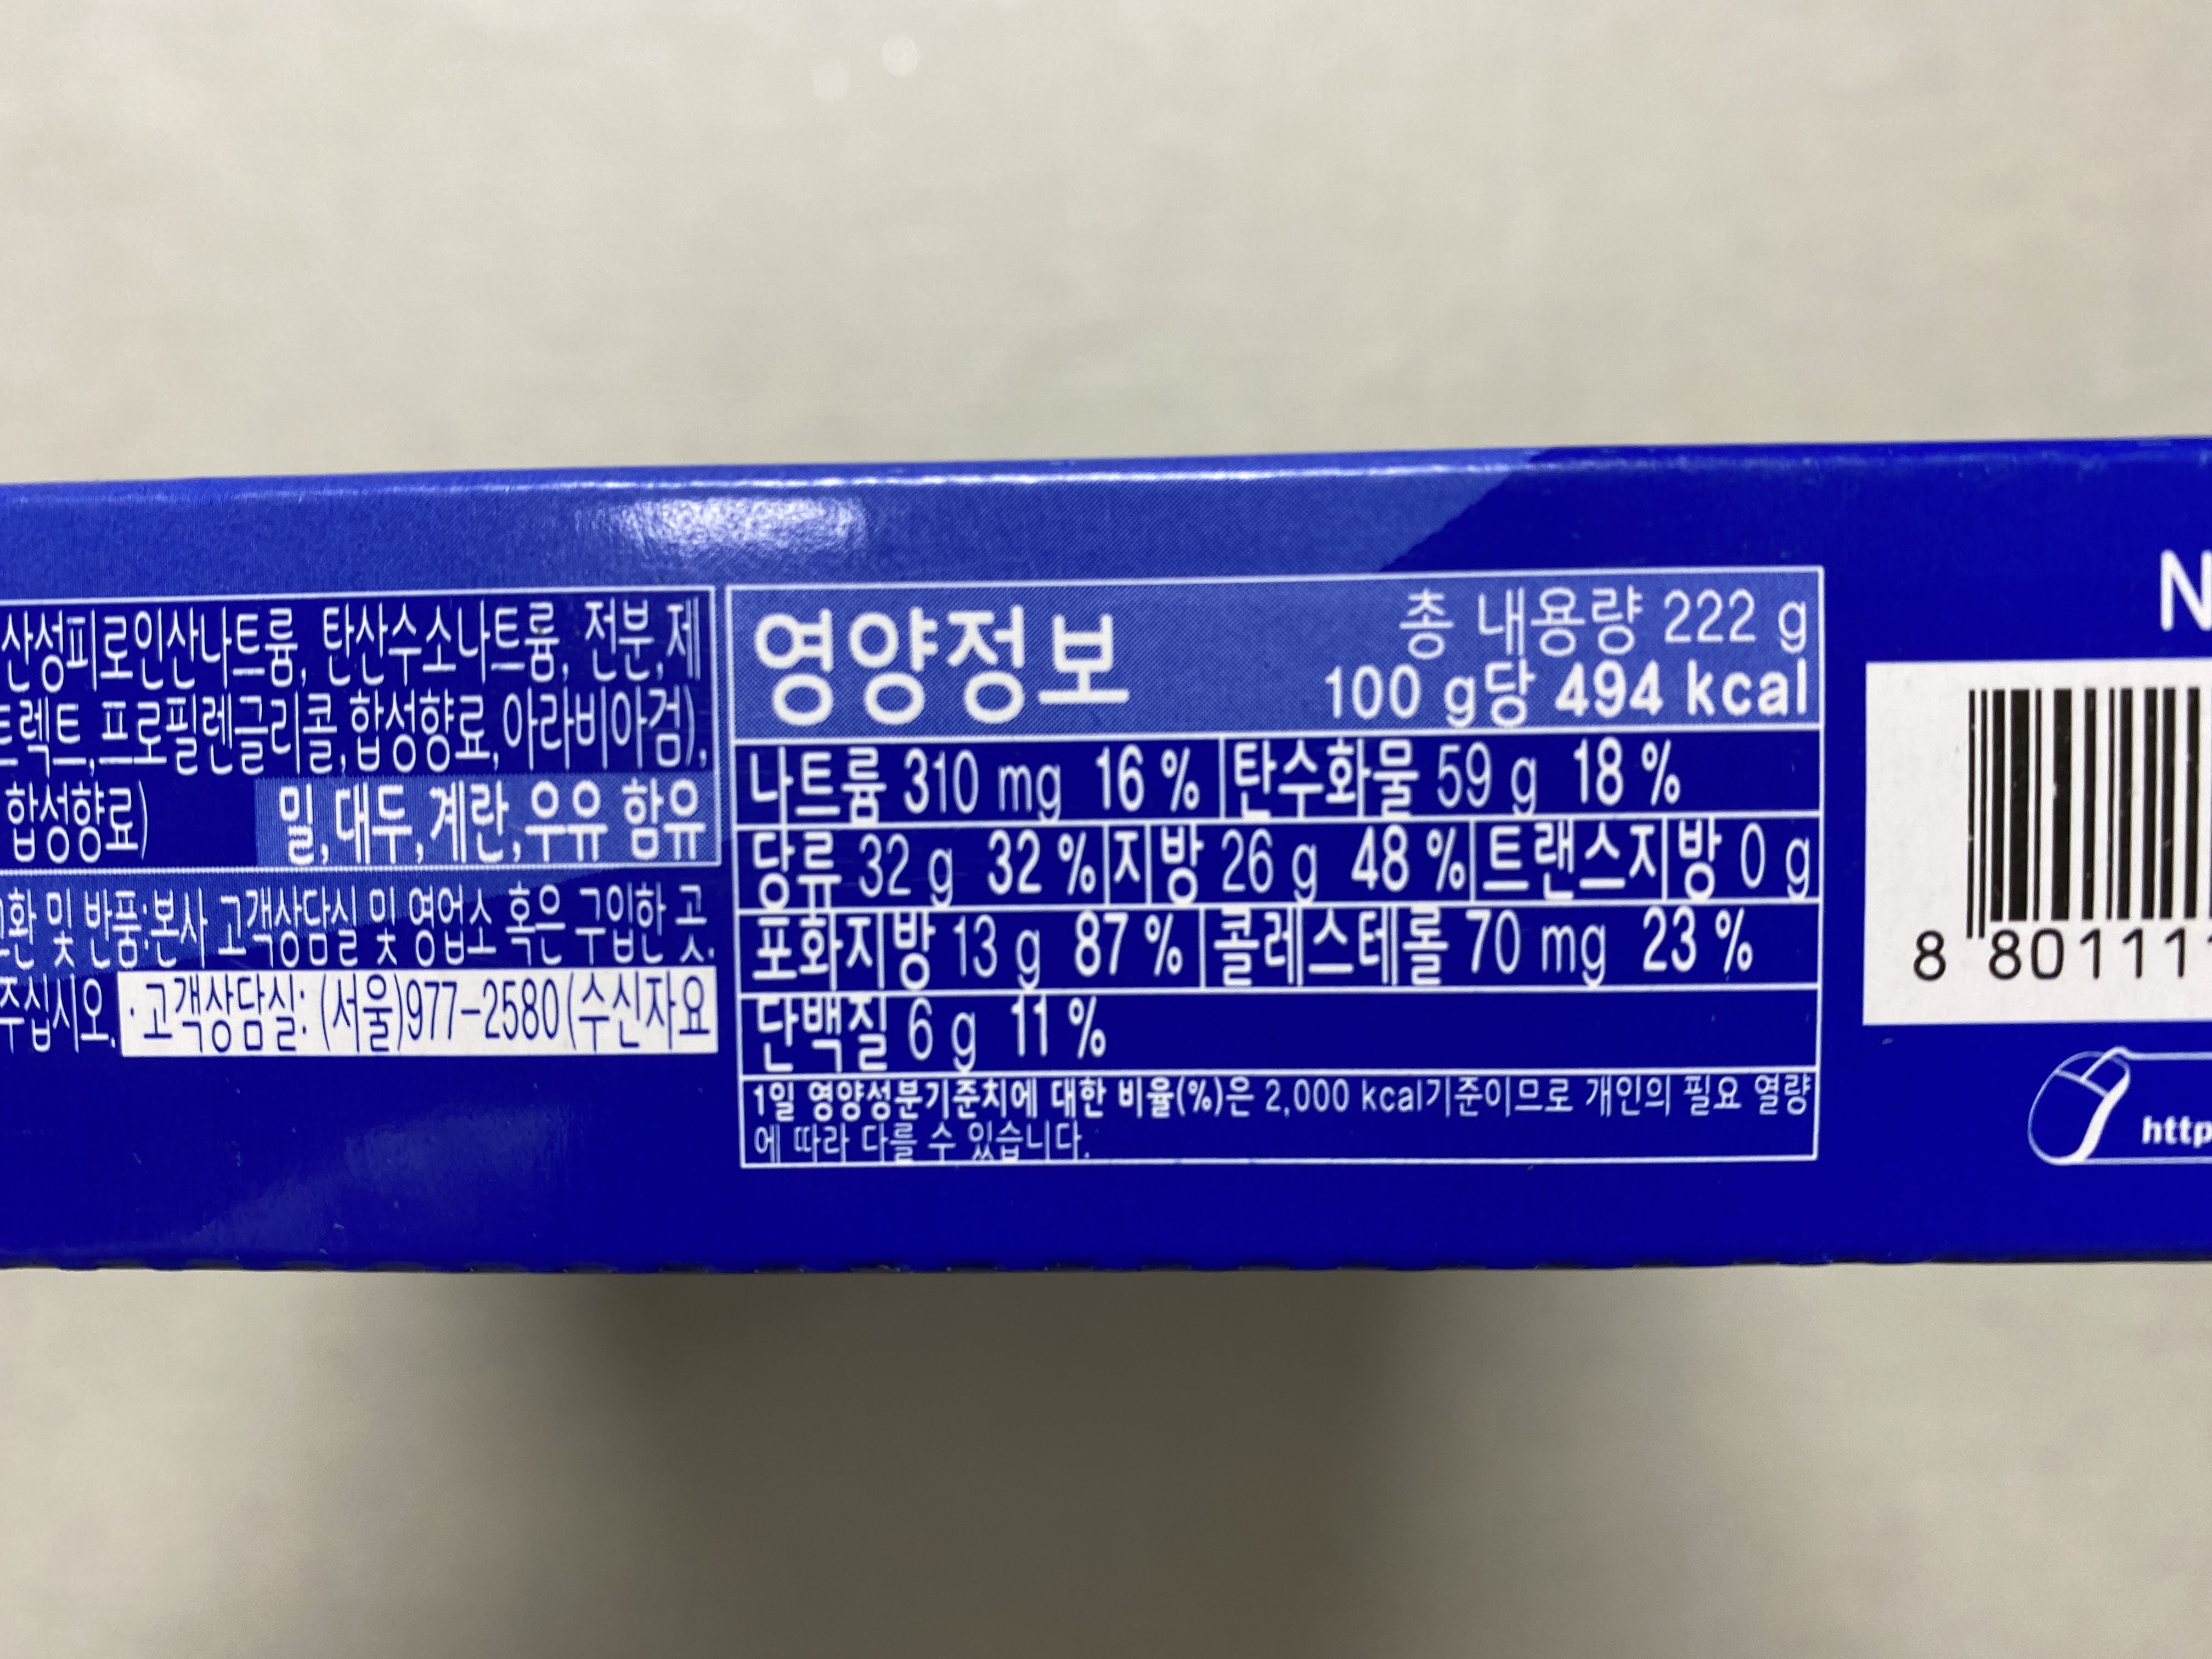 산성피로인산나트륨, 탄산수소나트륨, 전분,제
트렉트,프로필렌글리콜,합성향료,아라비아검),
합성향료)
밀,대두,계란,우유 함유
및 반품:본사 고객상담실 및 영업소 혹은 구입한 곳.
주십시오. ·고객상담실: (서울)977-2580(수신자요
영양정보
총 내용량 222 g
100 g당 494 kcal
나트륨 310 mg 16 % 탄수화물 59 g 18 %
당류 32 g 32 % 지방 26 g 48 % 트랜스지방 0 g
포화지방 13 g 87 % 콜레스테롤 70 mg 23 %
단백질 6 g 11 %
1일 영양성분기준치에 대한 비율(%)은 2,000 kcal기준이므로 개인의 필요 열량
에 따라 다를 수 있습니다.
N
8 80111
http